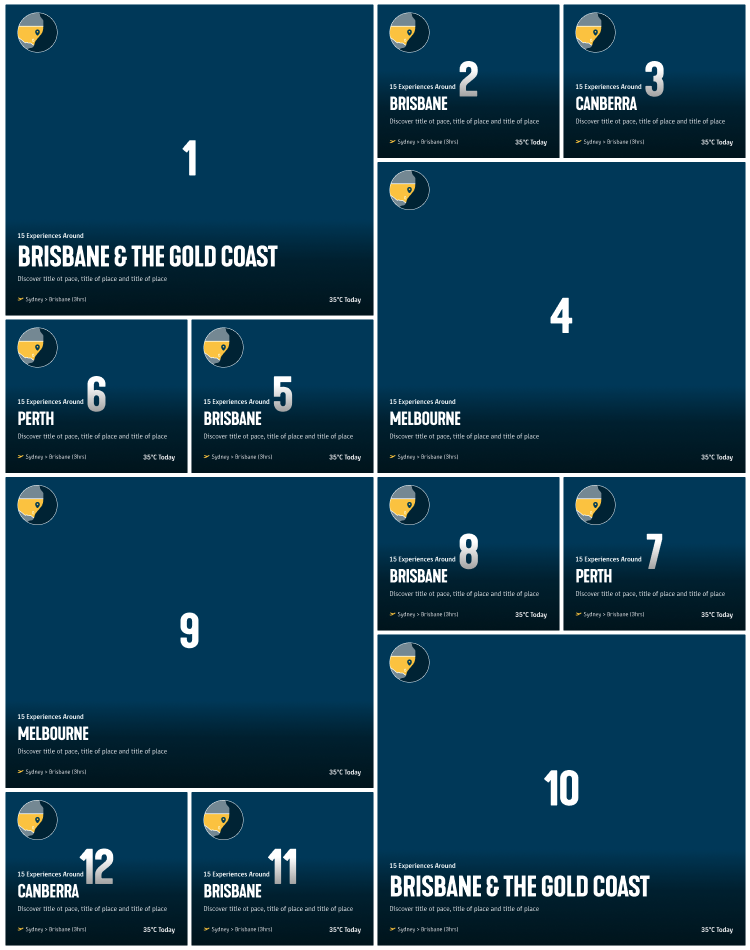 1
15 Experiences Around
BRISBANE & THE GOLD COAST
Discover title ot pace, title of place and title of place
Sydney > Brisbane (3hrs)
35°C Today
2
15 Experiences Around
BRISBANE
Discover title ot pace, title of place and title of place
Sydney > Brisbane (3hrs)
35°C Today
3
15 Experiences Around
CANBERRA
Discover title ot pace, title of place and title of place
Sydney > Brisbane (3hrs)
35°C Today
4
15 Experiences Around
MELBOURNE
Discover title ot pace, title of place and title of place
Sydney > Brisbane (3hrs)
35°C Today
6
15 Experiences Around
PERTH
Discover title ot pace, title of place and title of place
Sydney > Brisbane (3hrs)
35°C Today
5
15 Experiences Around
BRISBANE
Discover title ot pace, title of place and title of place
Sydney > Brisbane (3hrs)
35°C Today
9
15 Experiences Around
MELBOURNE
Discover title ot pace, title of place and title of place
Sydney > Brisbane (3hrs)
35°C Today
8
15 Experiences Around
BRISBANE
Discover title ot pace, title of place and title of place
Sydney > Brisbane (3hrs)
35°C Today
7
15 Experiences Around
PERTH
Discover title ot pace, title of place and title of place
Sydney > Brisbane (3hrs)
35°C Today
10
15 Experiences Around
BRISBANE & THE GOLD COAST
Discover title ot pace, title of place and title of place
Sydney > Brisbane (3hrs)
35°C Today
12
15 Experiences Around
CANBERRA
Discover title ot pace, title of place and title of place
Sydney > Brisbane (3hrs)
35°C Today
11
15 Experiences Around
BRISBANE
Discover title ot pace, title of place and title of place
Sydney > Brisbane (3hrs)
35°C Today